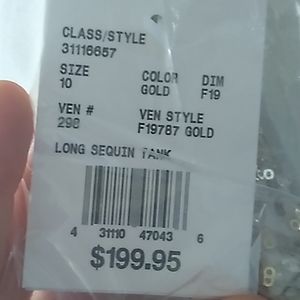 CLASS/STYLE
31116657
SIZE COLOR DIM
10 GOLD F19
VEN # VEN STYLE
298 F19787 GOLD
LONG SEQUIN TANK
4 31110 47043 6
$199.95